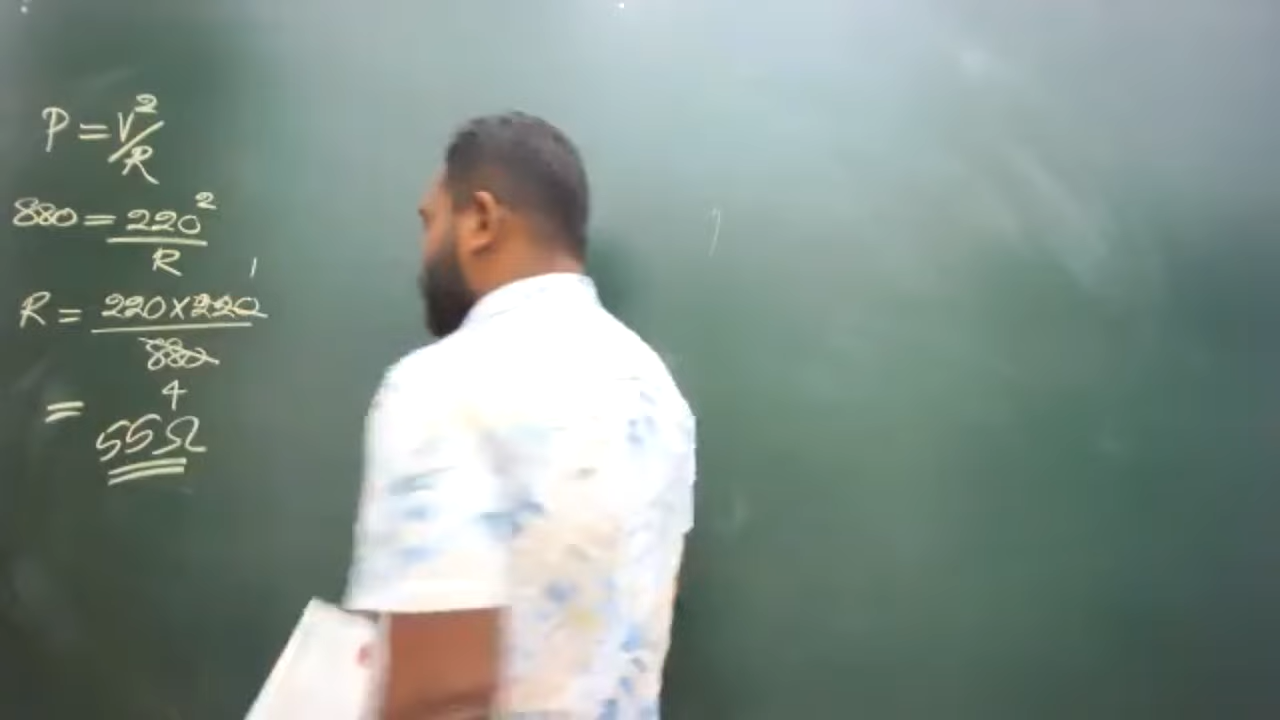 P = V²/R
880 = 220²/R
R = 220×220/880 1 4
= 55Ω